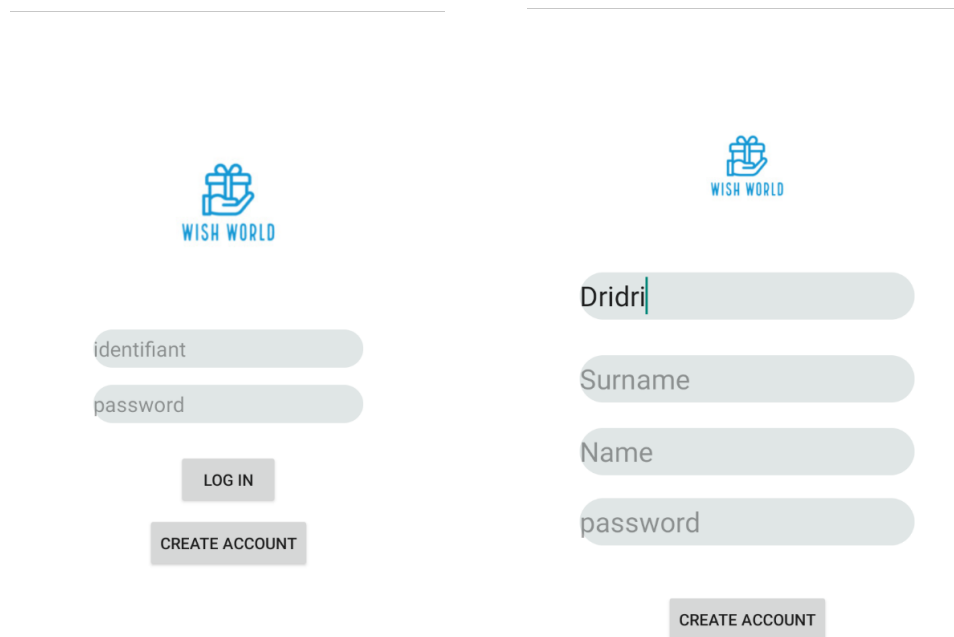 WISH WORLD
identifiant
password
LOG IN
CREATE ACCOUNT
WISH WORLD
Dridri
Surname
Name
password
CREATE ACCOUNT